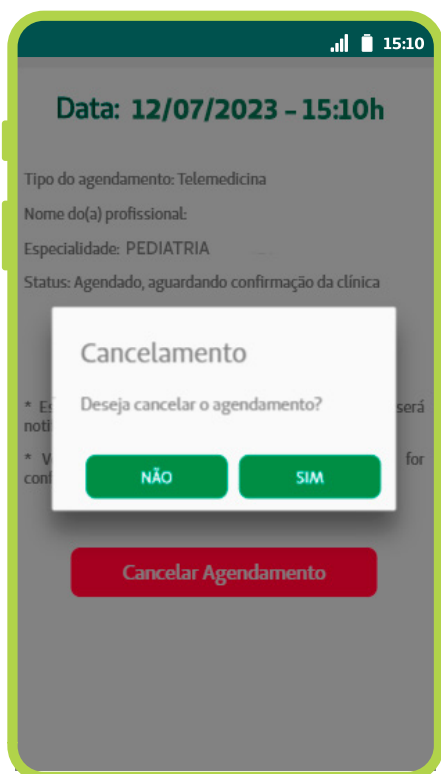 15:10
Data: 12/07/2023 - 15:10h
Tipo do agendamento: Telemedicina
Nome do(a) profissional:
Especialidade: PEDIATRIA
Status: Agendado, aguardando confirmação da clínica
Cancelamento
Deseja cancelar o agendamento?
* será
*
for
NÃO SIM
Cancelar Agendamento